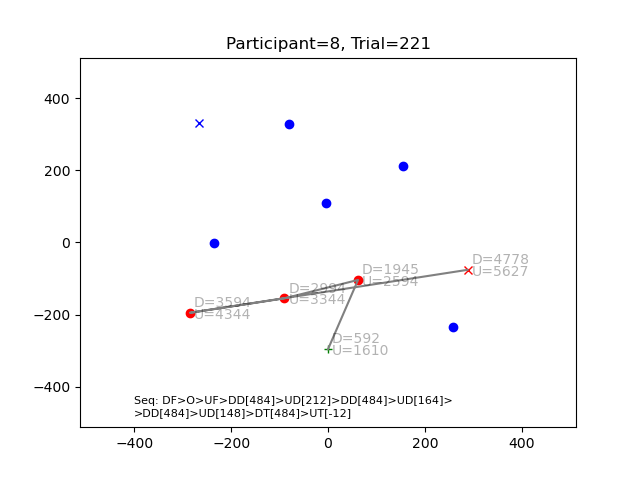 Participant=8, Trial=221
400
200
0
−200
−400
D=4778
U=5627
D=1945
U=2594
U=3344
D=3594
U=4344
D=592
U=1610
Seq: DF>O>UF>DD[484]>UD[212]>DD[484]>UD[164]>
>DD[484]>UD[148]>DT[484]>UT[-12]
−400 −200 0 200 400